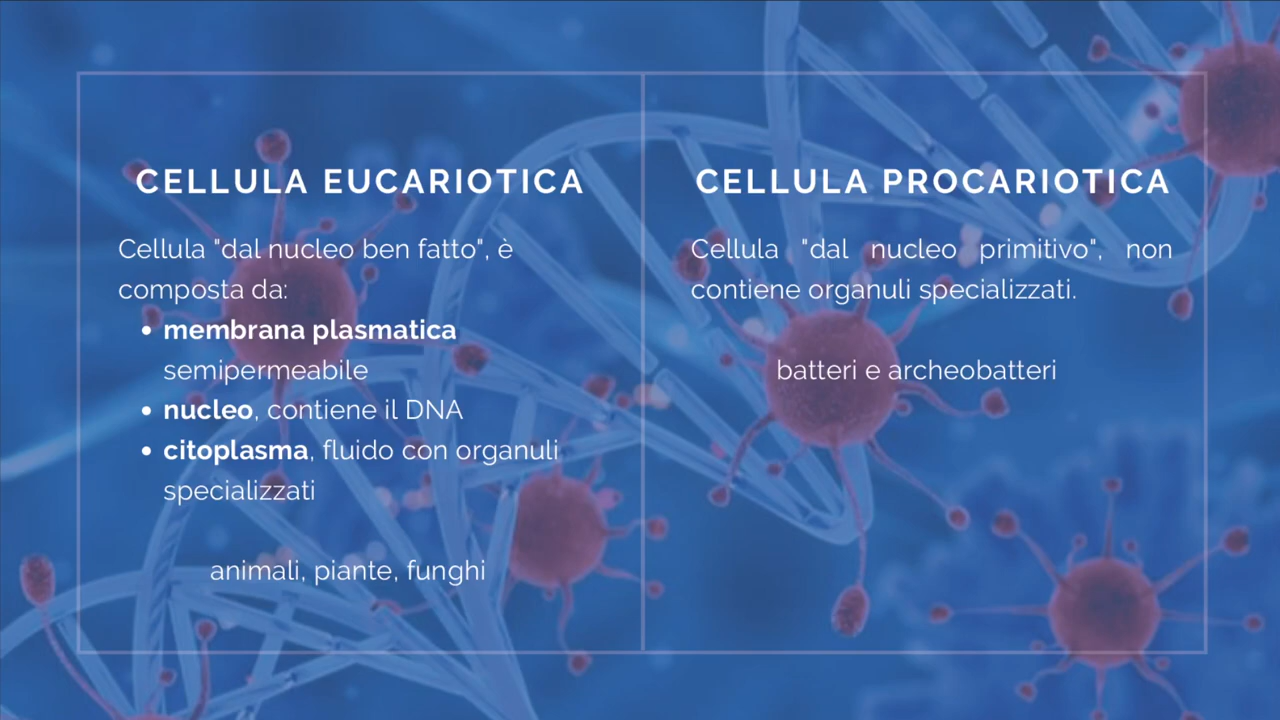 CELLULA EUCARIOTICA
Cellula "dal nucleo ben fatto", è
composta da:
• membrana plasmatica
semipermeabile
• nucleo, contiene il DNA
• citoplasma, fluido con organuli
specializzati
animali, piante, funghi
CELLULA PROCARIOTICA
Cellula "dal nucleo primitivo", non
contiene organuli specializzati.
batteri e archeobatteri